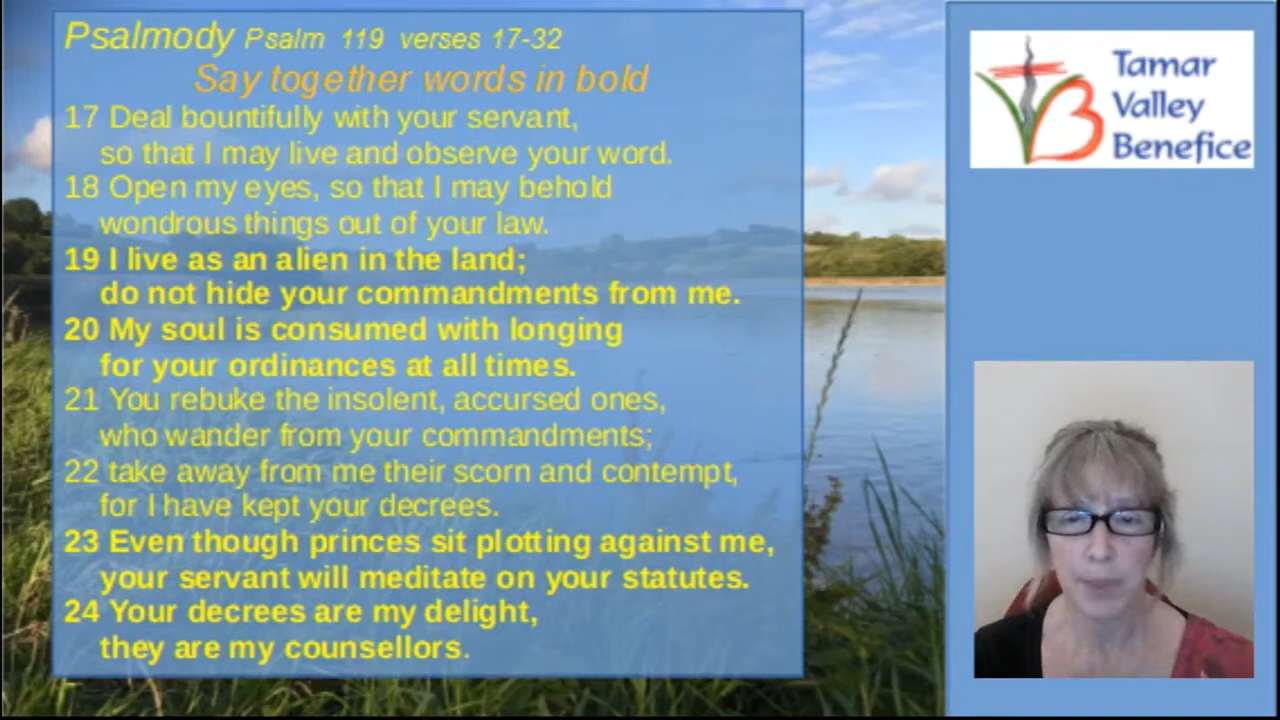 Psalmody Psalm 119 verses 17-32
Say together words in bold
17 Deal bountifully with your servant,
so that I may live and observe your word.
18 Open my eyes, so that I may behold
wondrous things out of your law.
19 I live as an alien in the land;
do not hide your commandments from me.
20 My soul is consumed with longing
for your ordinances at all times.
21 You rebuke the insolent, accursed ones,
who wander from your commandments;
22 take away from me their scorn and contempt,
for I have kept your decrees.
23 Even though princes sit plotting against me,
your servant will meditate on your statutes.
24 Your decrees are my delight,
they are my counsellors.
TB
Tamar
Valley
Benefice